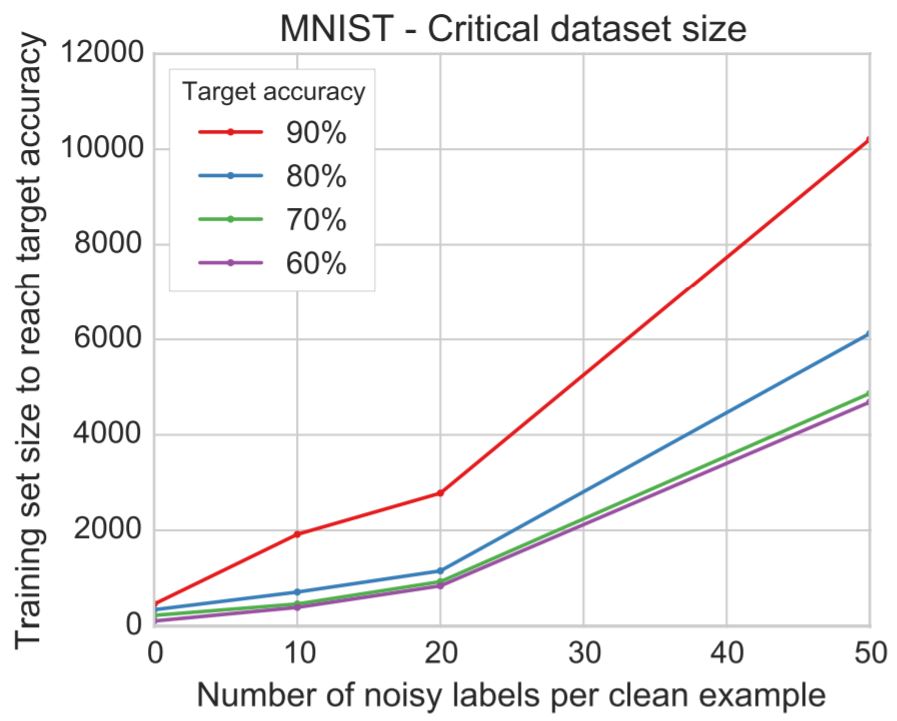 MNIST - Critical dataset size
Training set size to reach target accuracy
12000
10000
8000
6000
4000
2000
0
Target accuracy
90%
80%
70%
60%
0 10 20 30 40 50
Number of noisy labels per clean example